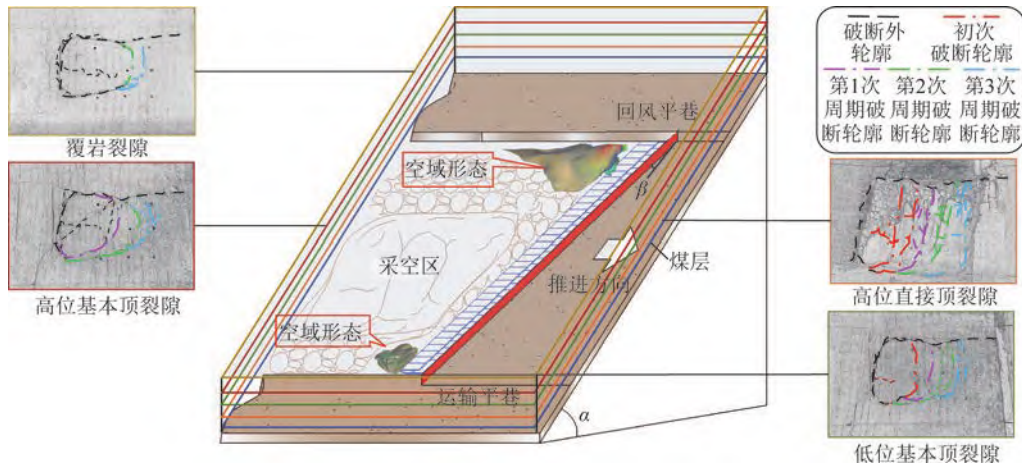 破断外
轮廓
初次
破断轮廓
第1次
周期破
断轮廓
第2次
周期破
断轮廓
第3次
周期破
断轮廓
覆岩裂隙
高位基本顶裂隙
回风平巷
空域形态
β
采空区
煤层
推进方向
空域形态
运输平巷
α
高位直接顶裂隙
低位基本顶裂隙